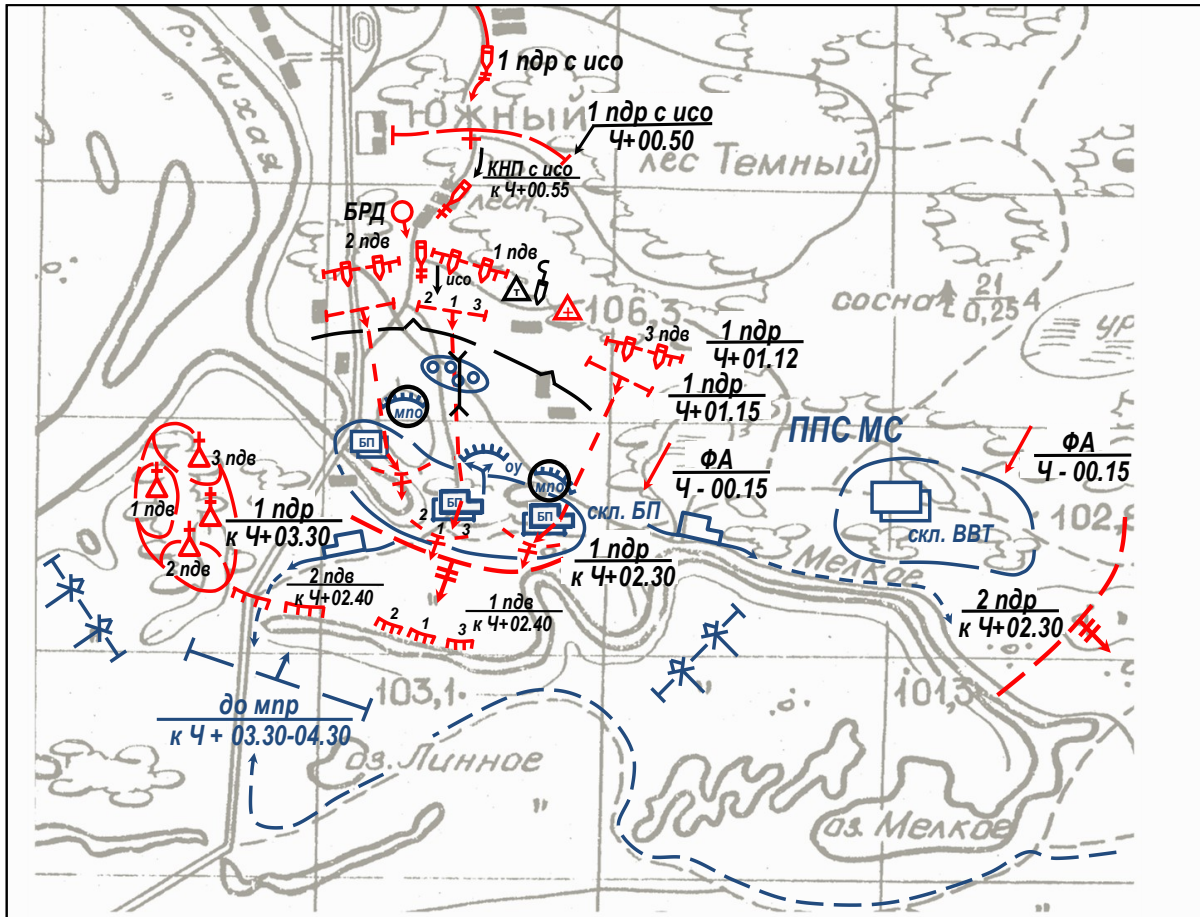 р. Тихая
1 пдр с исо
Южный
1 пдр с исо
Ч+00.50
лес Темный
КНП с исо
к Ч+00.55
лесн.
БРД
2 пдв
1 пдв
исо
2 1 3
т
106,3
сосна
21
0,25
4
УР
3 пдв
1 пдр
Ч+01.12
1 пдр
Ч+01.15
мпо
БП
оу
ППС МС
ФА
Ч - 00.15
ФА
Ч - 00.15
3 пдв
1 пдв
2 пдв
1 пдр
к Ч+03.30
БП
2 1 3
мпо
БП
скл. БП
скл. ВВТ
102,
1 пдр
к Ч+02.30
Мелкое
2 пдв
к Ч+02.40
1 пдв
к Ч+02.40
2 1 3
2 пдр
к Ч+02.30
103,1
101,3
до мпр
к Ч + 03.30-04.30
оз. Линное
оз. Мелкое